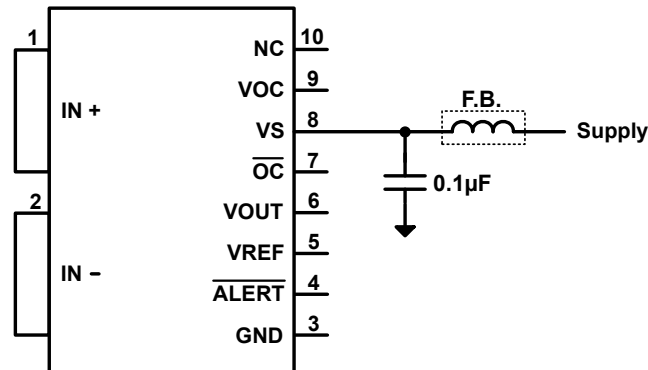 1
IN +
2
IN –
NC
10
VOC
9
VS
8
OC
7
VOUT
6
VREF
5
ALERT
4
GND
3
F.B.
Supply
0.1µF